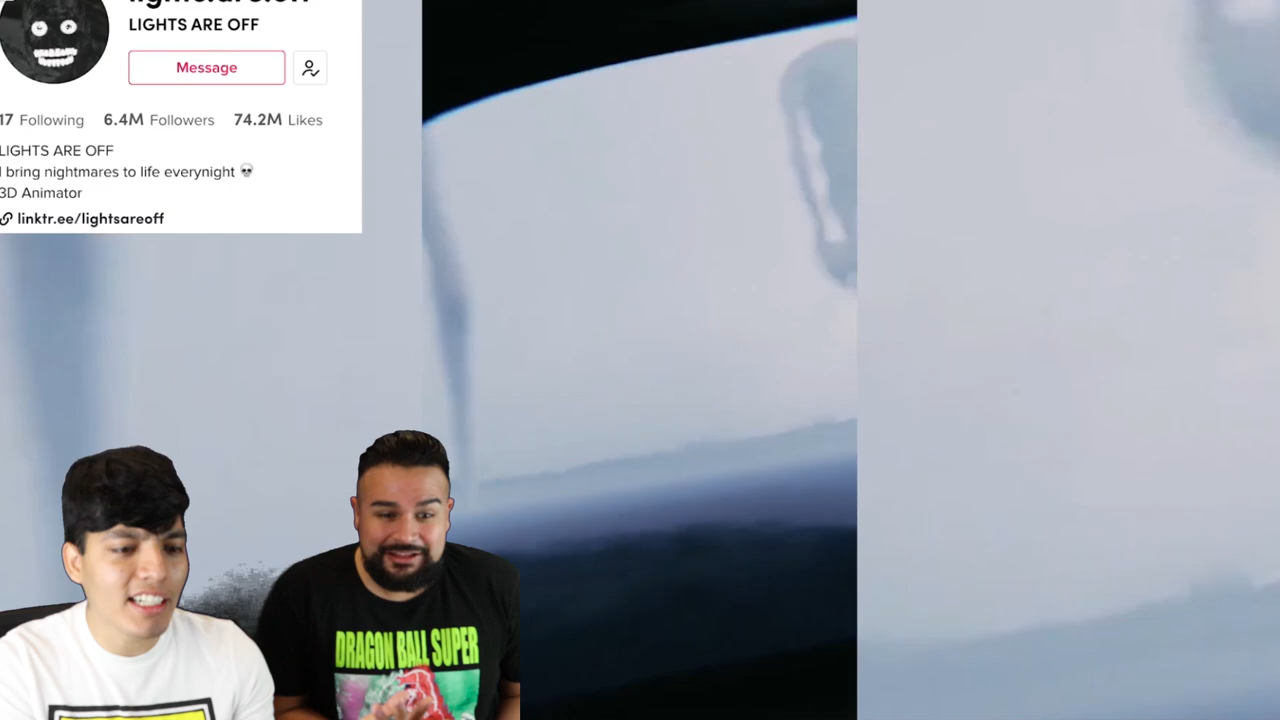 LIGHTS ARE OFF
Message
17 Following 6.4M Followers 74.2M Likes
LIGHTS ARE OFF
I bring nightmares to life everynight 💀
3D Animator
linktr.ee/lightsareoff
DRAGON BALL SUPER